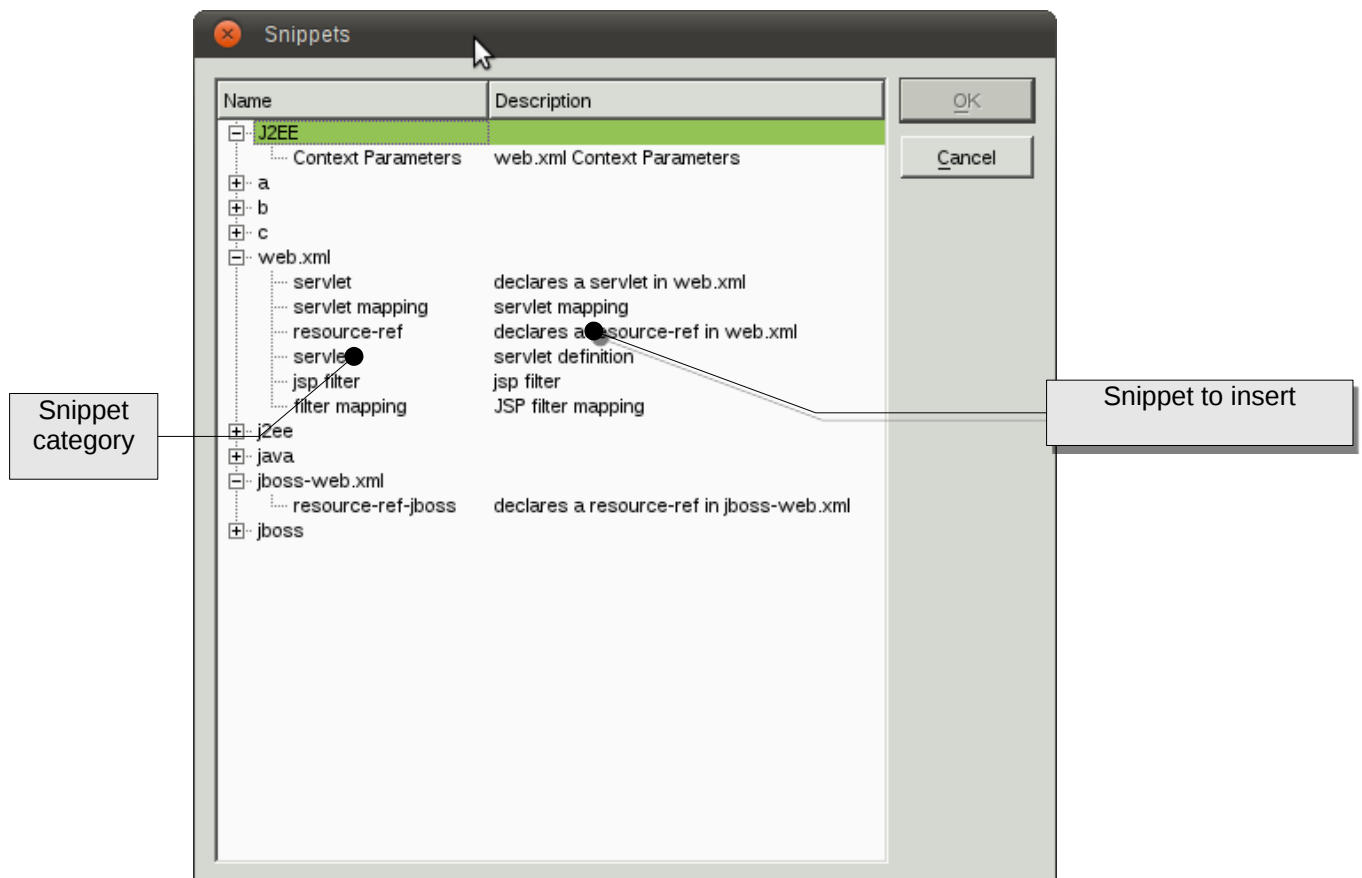 Snippets
Name Description
OK
J2EE
Context Parameters web.xml Context Parameters
Cancel
a
b
c
web.xml
servlet declares a servlet in web.xml
servlet mapping servlet mapping
resource-ref declares a resource-ref in web.xml
servlet servlet definition
jsp filter jsp filter
filter mapping JSP filter mapping
Snippet to insert
Snippet
category
j2ee
java
jboss-web.xml
resource-ref-jboss declares a resource-ref in jboss-web.xml
jboss